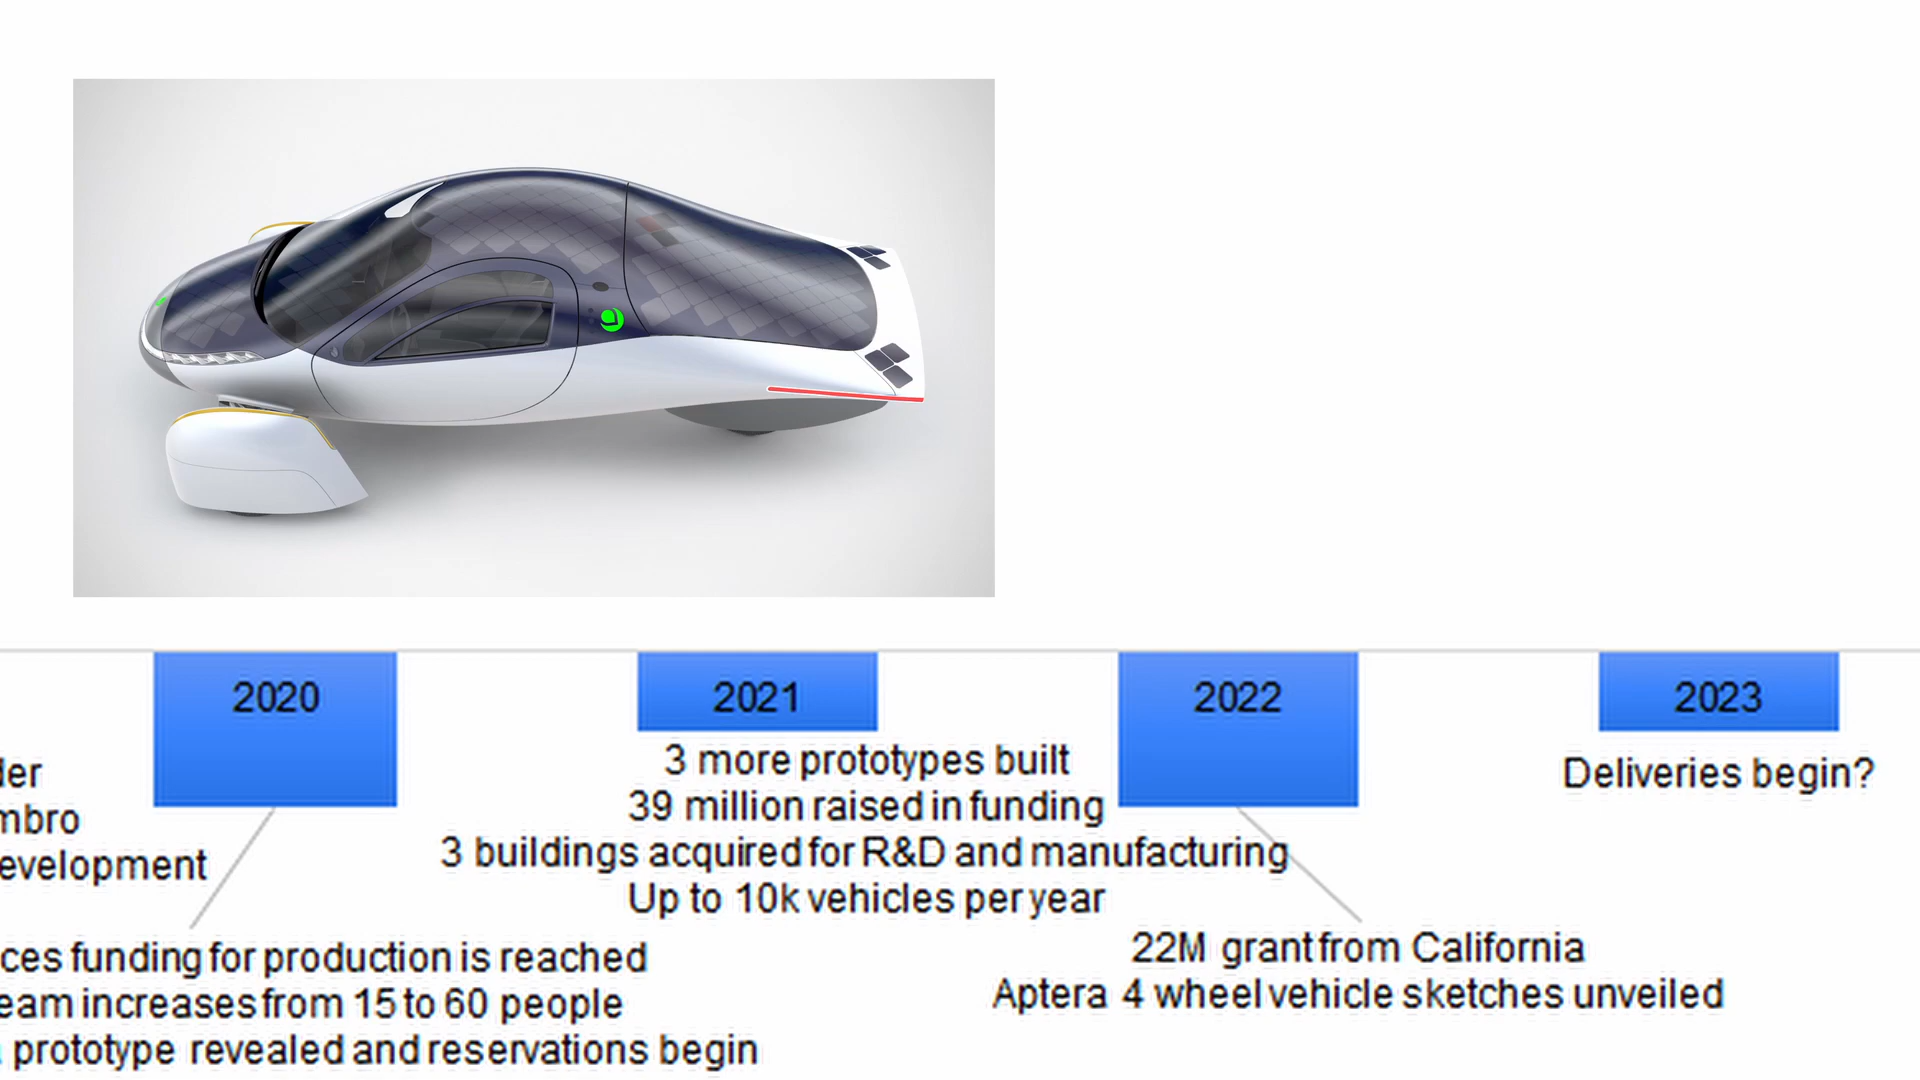 2020
2021
2022
2023
der
mbro
evelopment
ces funding for production is reached
eam increases from 15 to 60 people
prototype revealed and reservations begin
3 more prototypes built
39 million raised in funding
3 buildings acquired for R&D and manufacturing
Up to 10k vehicles per year
22M grant from California
Aptera 4 wheel vehicle sketches unveiled
Deliveries begin?